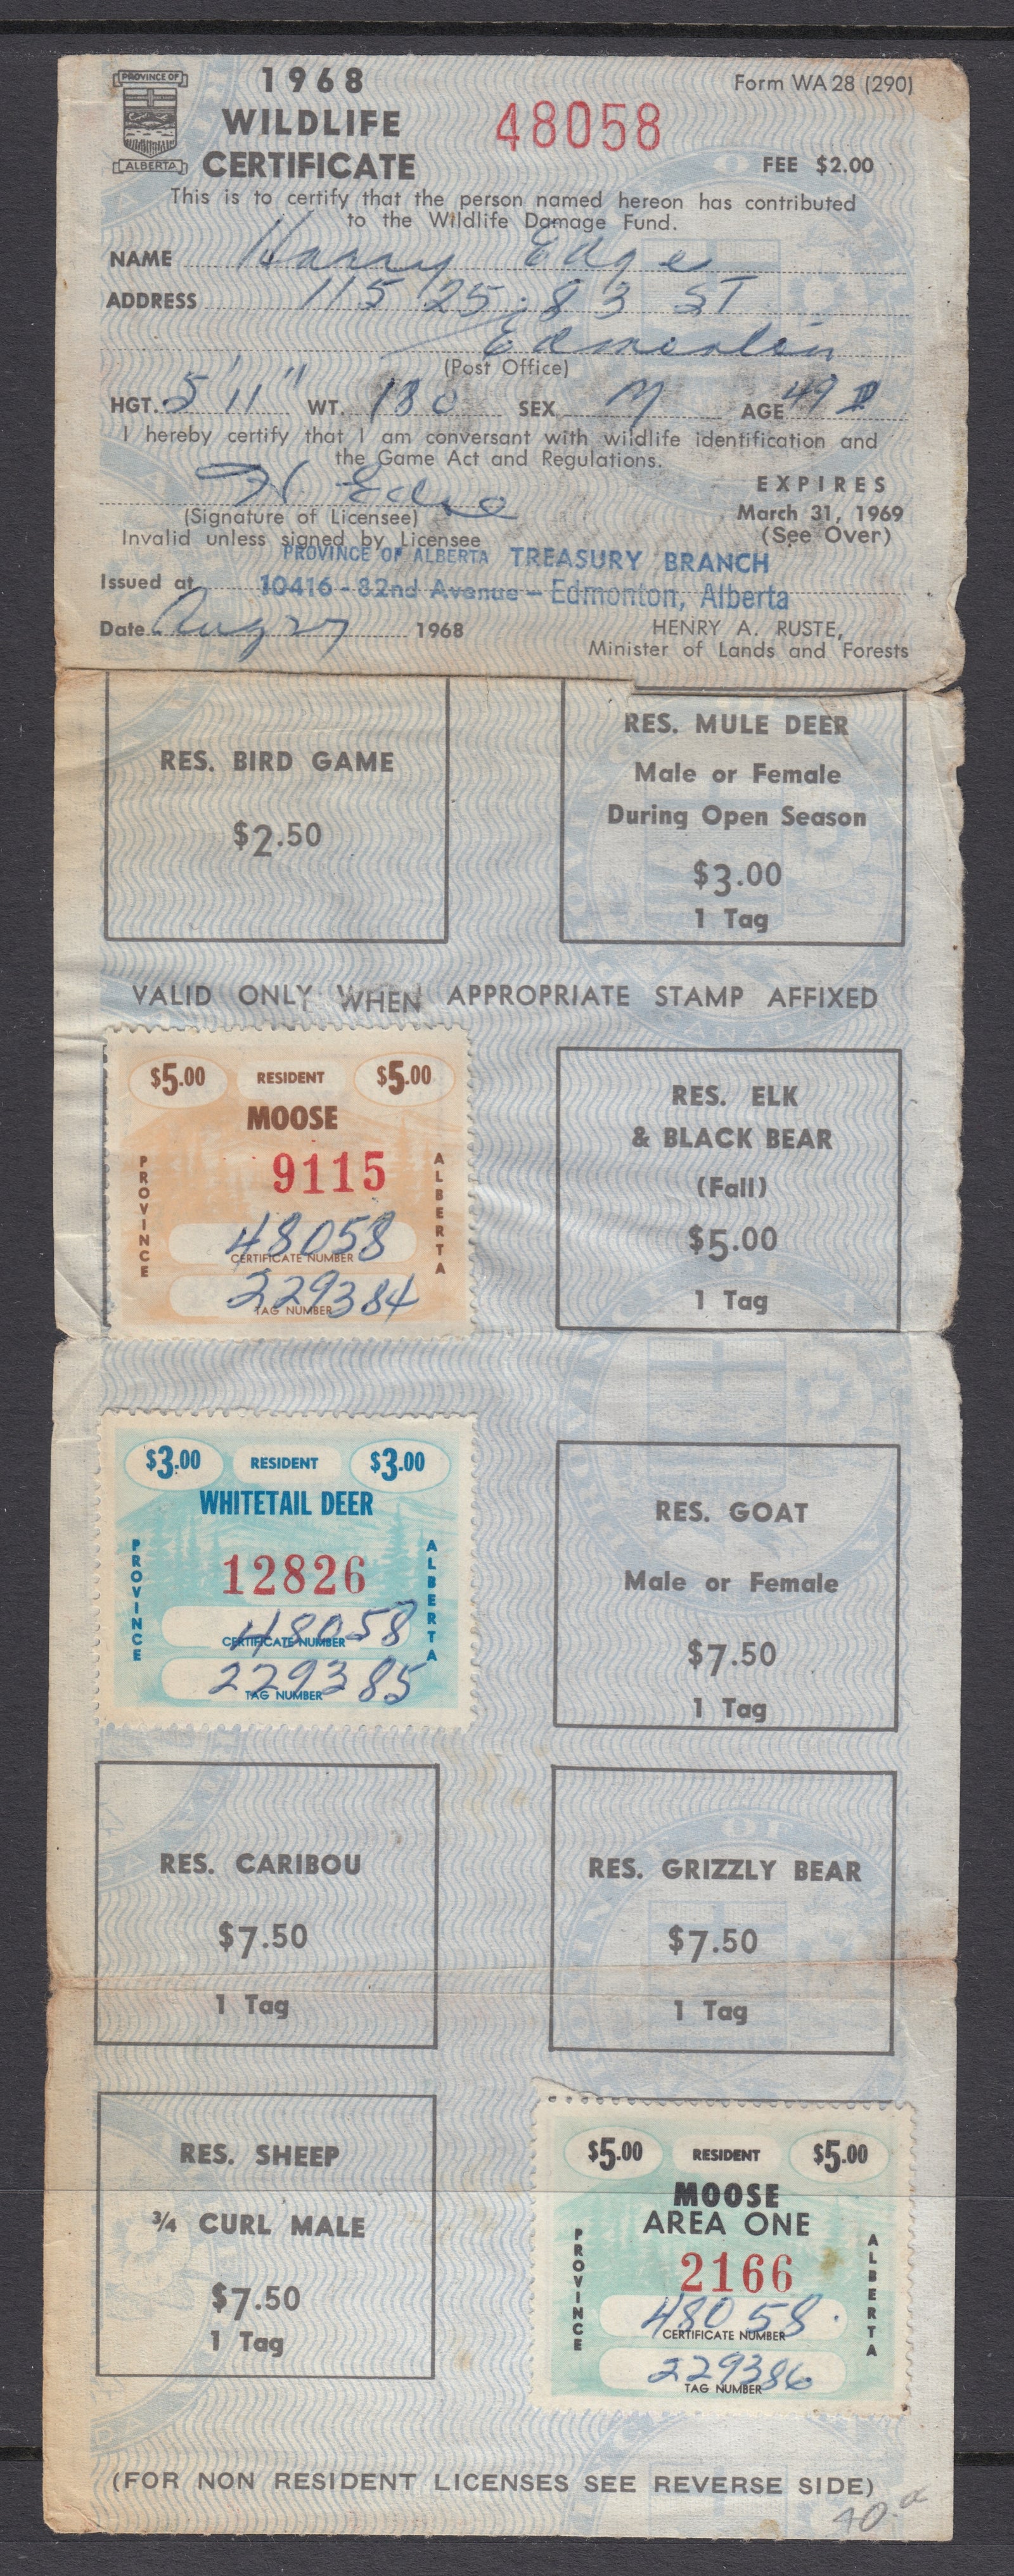 PROVINCE OF
ALBERTA
1968
WILDLIFE
CERTIFICATE
48058
Form WA 28 (290)
FEE $2.00
This is to certify that the person named hereon has contributed
to the Wildlife Damage Fund.
NAME Harry Edge
ADDRESS 11525 - 83 ST
Edmonton
(Post Office)
HGT. 5'11" WT. 180 SEX M AGE 49
I hereby certify that I am conversant with wildlife identification and
the Game Act and Regulations.
H. Edge
(Signature of Licensee)
Invalid unless signed by Licensee
EXPIRES
March 31, 1969
(See Over)
PROVINCE OF ALBERTA TREASURY BRANCH
Issued at 10416 - 82nd Avenue - Edmonton, Alberta
Date Aug 27 1968
HENRY A. RUSTE,
Minister of Lands and Forests
RES. BIRD GAME
$2.50
RES. MULE DEER
Male or Female
During Open Season
$3.00
1 Tag
VALID ONLY WHEN APPROPRIATE STAMP AFFIXED
$5.00 RESIDENT $5.00
MOOSE
9115
PROVINCE
ALBERTA
48058
CERTIFICATE NUMBER
229384
TAG NUMBER
RES. ELK
& BLACK BEAR
(Fall)
$5.00
1 Tag
$3.00 RESIDENT $3.00
WHITETAIL DEER
12826
PROVINCE
ALBERTA
48058
CERTIFICATE NUMBER
229385
TAG NUMBER
RES. GOAT
Male or Female
$7.50
1 Tag
RES. CARIBOU
$7.50
1 Tag
RES. GRIZZLY BEAR
$7.50
1 Tag
RES. SHEEP
¾ CURL MALE
$7.50
1 Tag
$5.00 RESIDENT $5.00
MOOSE
AREA ONE
2166
PROVINCE
ALBERTA
48058
CERTIFICATE NUMBER
229386
TAG NUMBER
(FOR NON RESIDENT LICENSES SEE REVERSE SIDE)